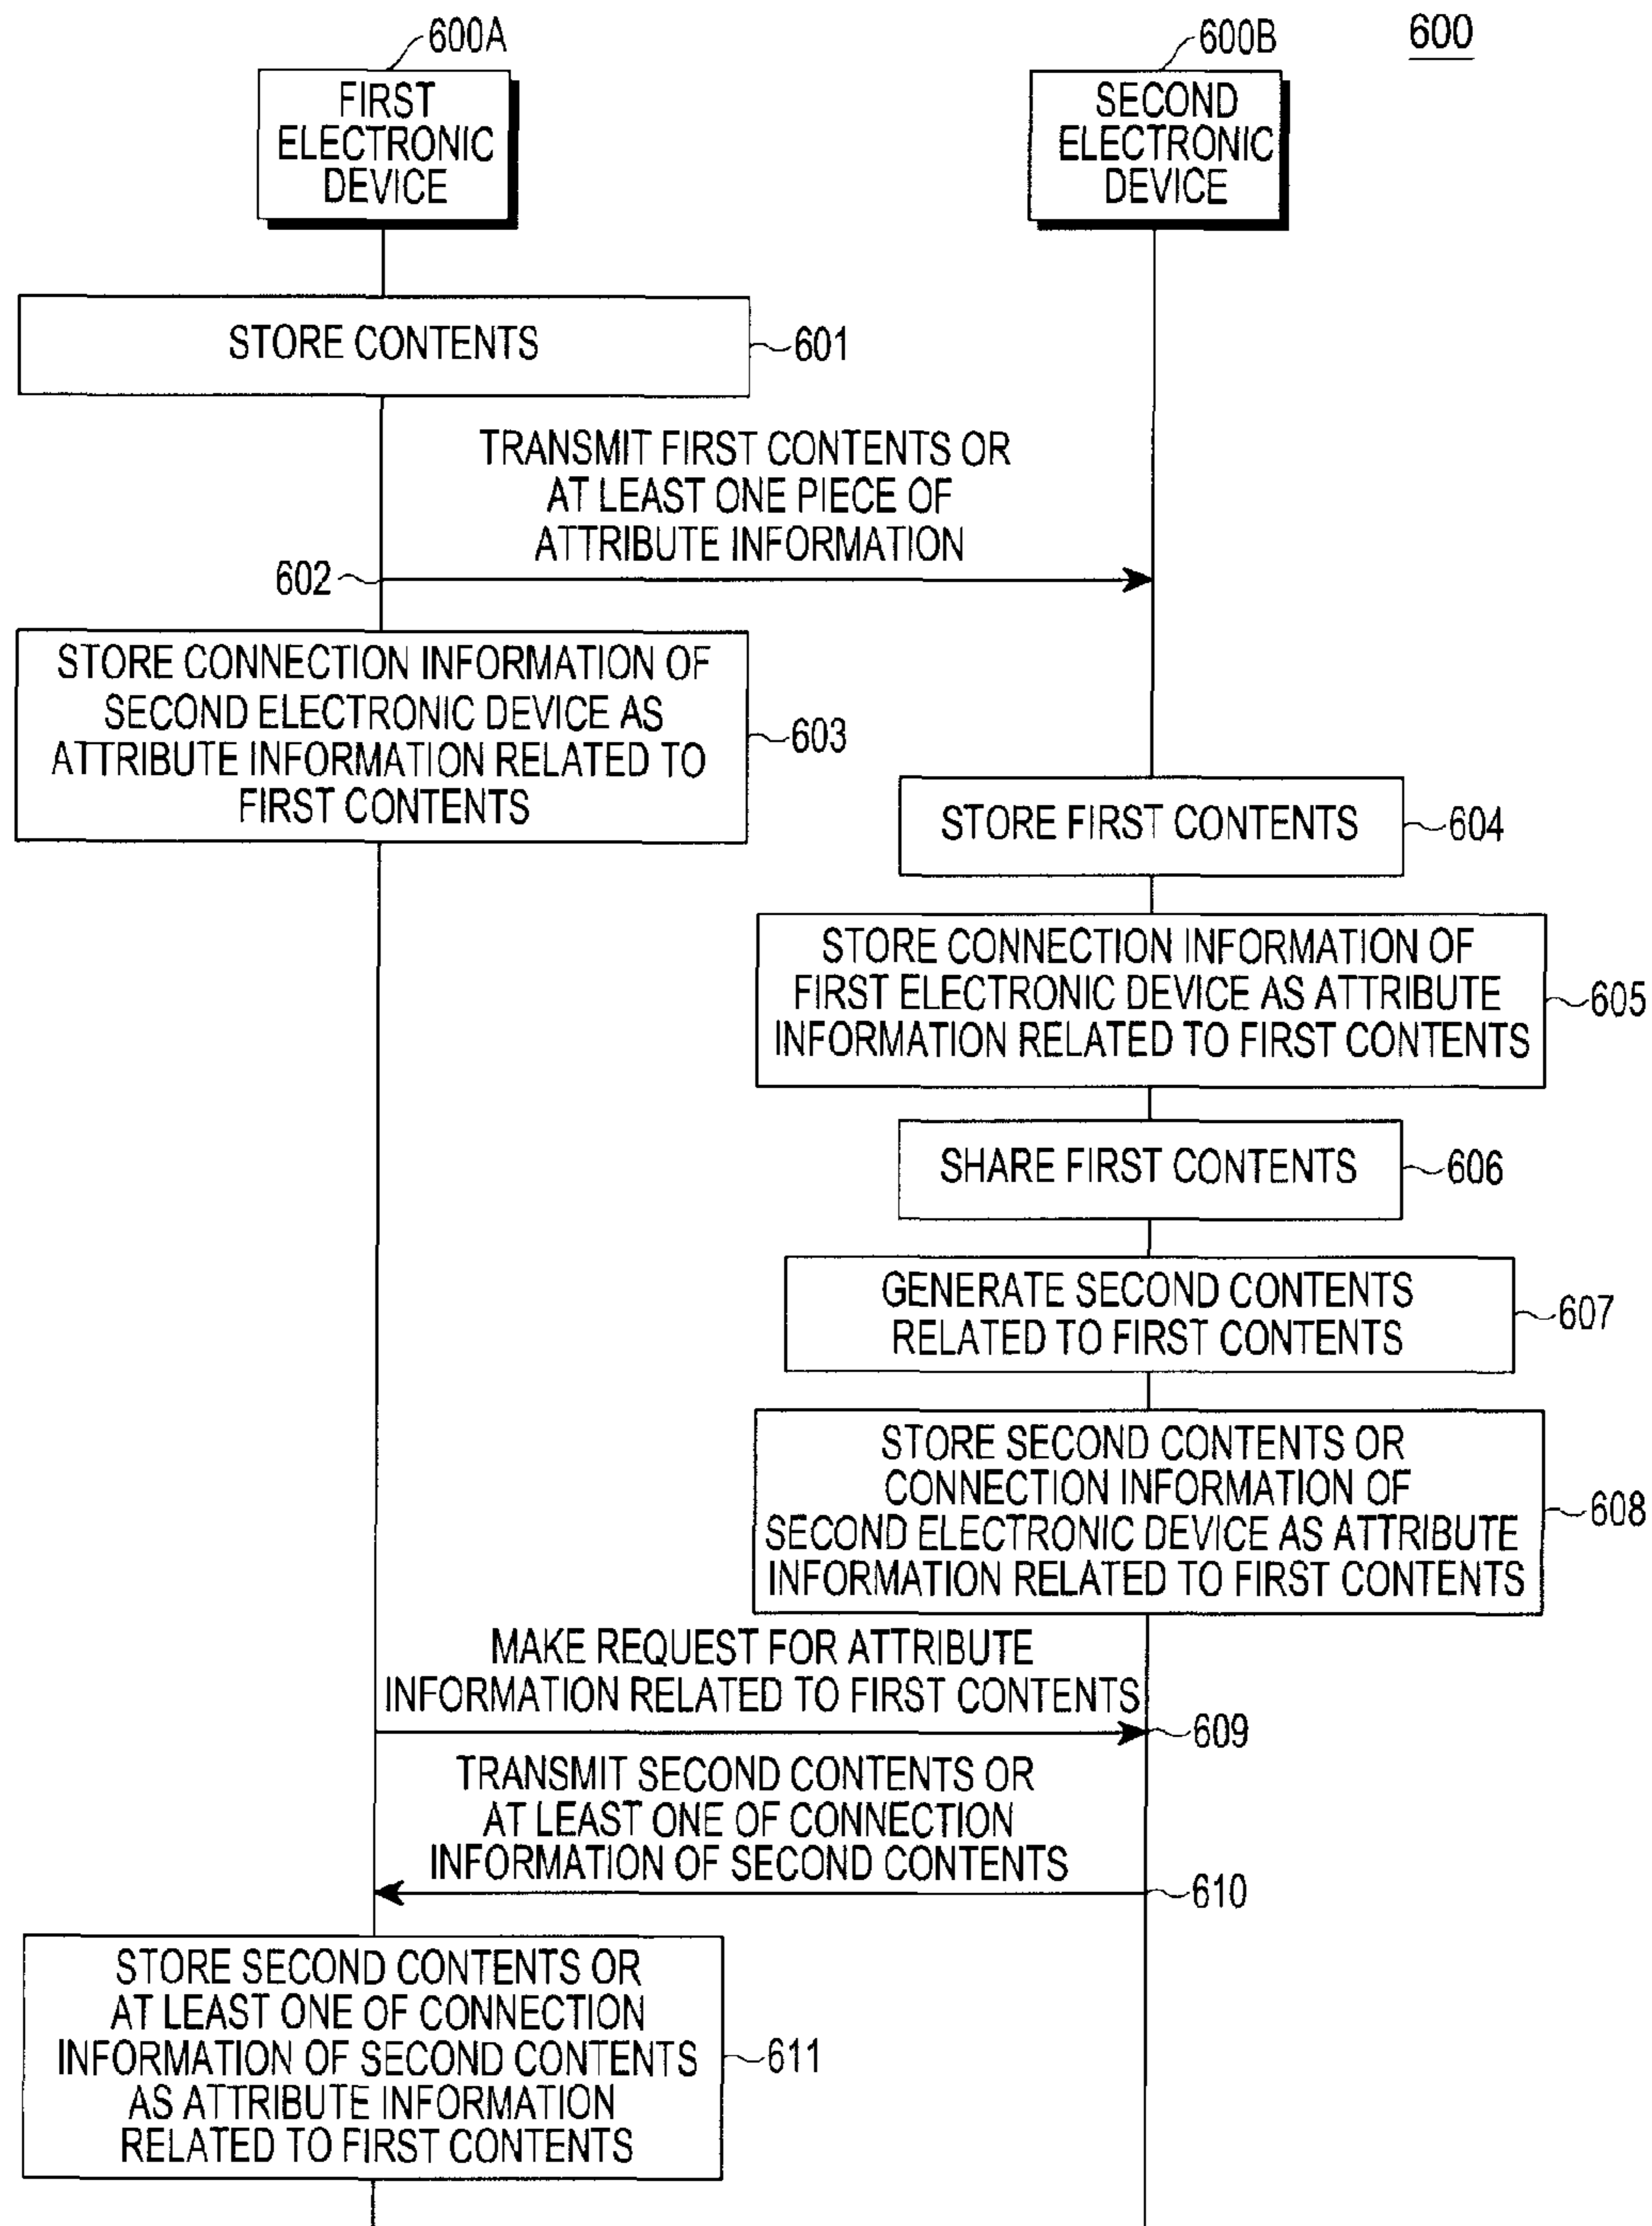 600A
600B
600
FIRST
ELECTRONIC
DEVICE
SECOND
ELECTRONIC
DEVICE
STORE CONTENTS
601
TRANSMIT FIRST CONTENTS OR
AT LEAST ONE PIECE OF
ATTRIBUTE INFORMATION
602
STORE CONNECTION INFORMATION OF
SECOND ELECTRONIC DEVICE AS
ATTRIBUTE INFORMATION RELATED TO
FIRST CONTENTS
603
STORE FIRST CONTENTS
604
STORE CONNECTION INFORMATION OF
FIRST ELECTRONIC DEVICE AS ATTRIBUTE
INFORMATION RELATED TO FIRST CONTENTS
605
SHARE FIRST CONTENTS
606
GENERATE SECOND CONTENTS
RELATED TO FIRST CONTENTS
607
STORE SECOND CONTENTS OR
CONNECTION INFORMATION OF
SECOND ELECTRONIC DEVICE AS ATTRIBUTE
INFORMATION RELATED TO FIRST CONTENTS
608
MAKE REQUEST FOR ATTRIBUTE
INFORMATION RELATED TO FIRST CONTENTS
609
TRANSMIT SECOND CONTENTS OR
AT LEAST ONE OF CONNECTION
INFORMATION OF SECOND CONTENTS
610
STORE SECOND CONTENTS OR
AT LEAST ONE OF CONNECTION
INFORMATION OF SECOND CONTENTS
AS ATTRIBUTE INFORMATION
RELATED TO FIRST CONTENTS
611